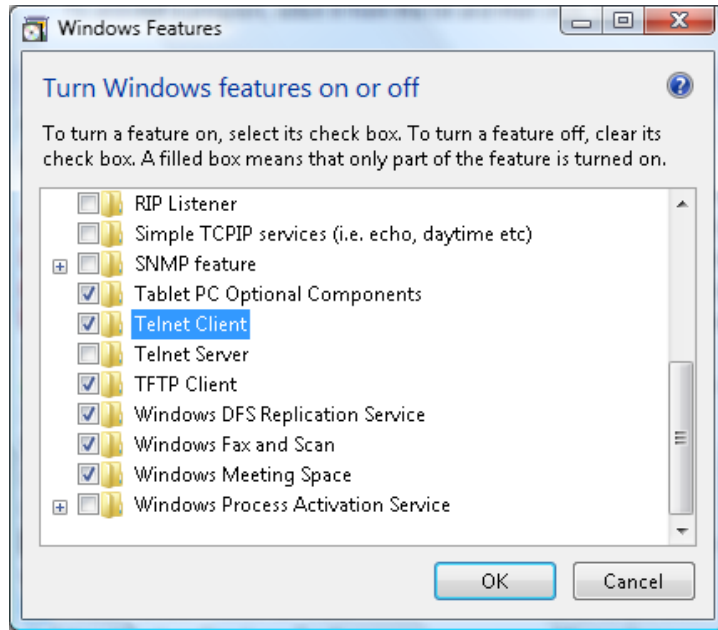 Windows Features
Turn Windows features on or off
To turn a feature on, select its check box. To turn a feature off, clear its
check box. A filled box means that only part of the feature is turned on.
RIP Listener
Simple TCPIP services (i.e. echo, daytime etc)
SNMP feature
Tablet PC Optional Components
Telnet Client
Telnet Server
TFTP Client
Windows DFS Replication Service
Windows Fax and Scan
Windows Meeting Space
Windows Process Activation Service
OK
Cancel